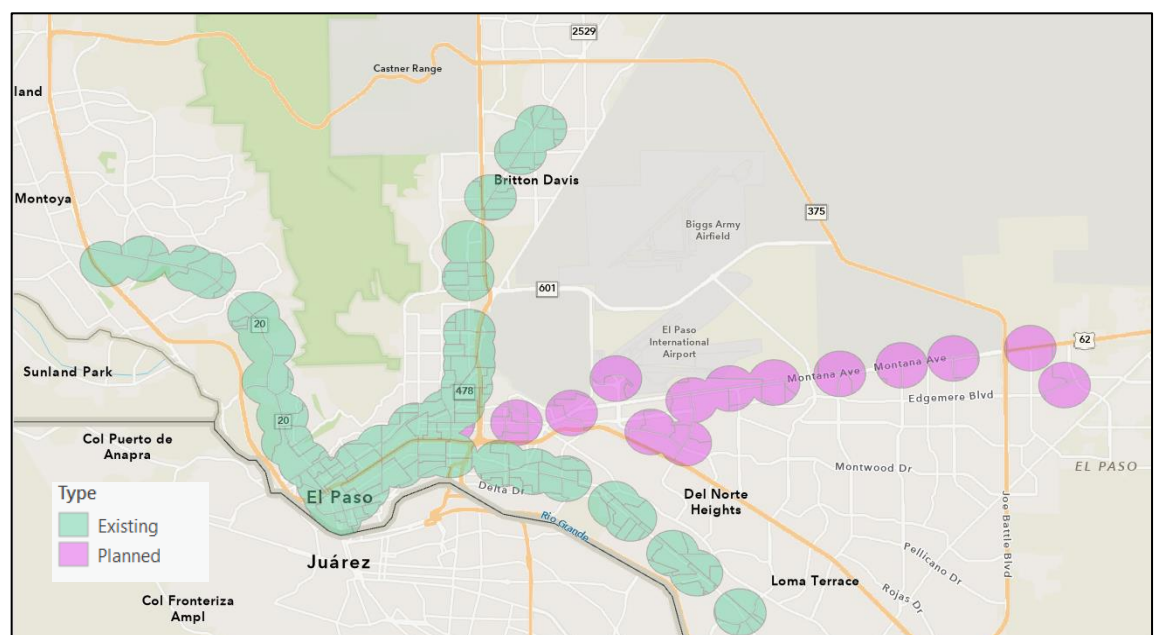 2529
Castner Range
land
Britton Davis
Montoya
375
Biggs Army
Airfield
601
El Paso
International
Airport
20
62
Sunland Park
Montana Ave
Montana Ave
478
Edgemere Blvd
20
Col Puerto de
Anapra
Montwood Dr
EL PASO
El Paso
Delta Dr
Del Norte
Heights
Type
Existing
Planned
Rio Grande
Joe Battle Blvd
Juárez
Pellicano Dr
Loma Terrace
Rojas Dr
Col Fronteriza
Ampl